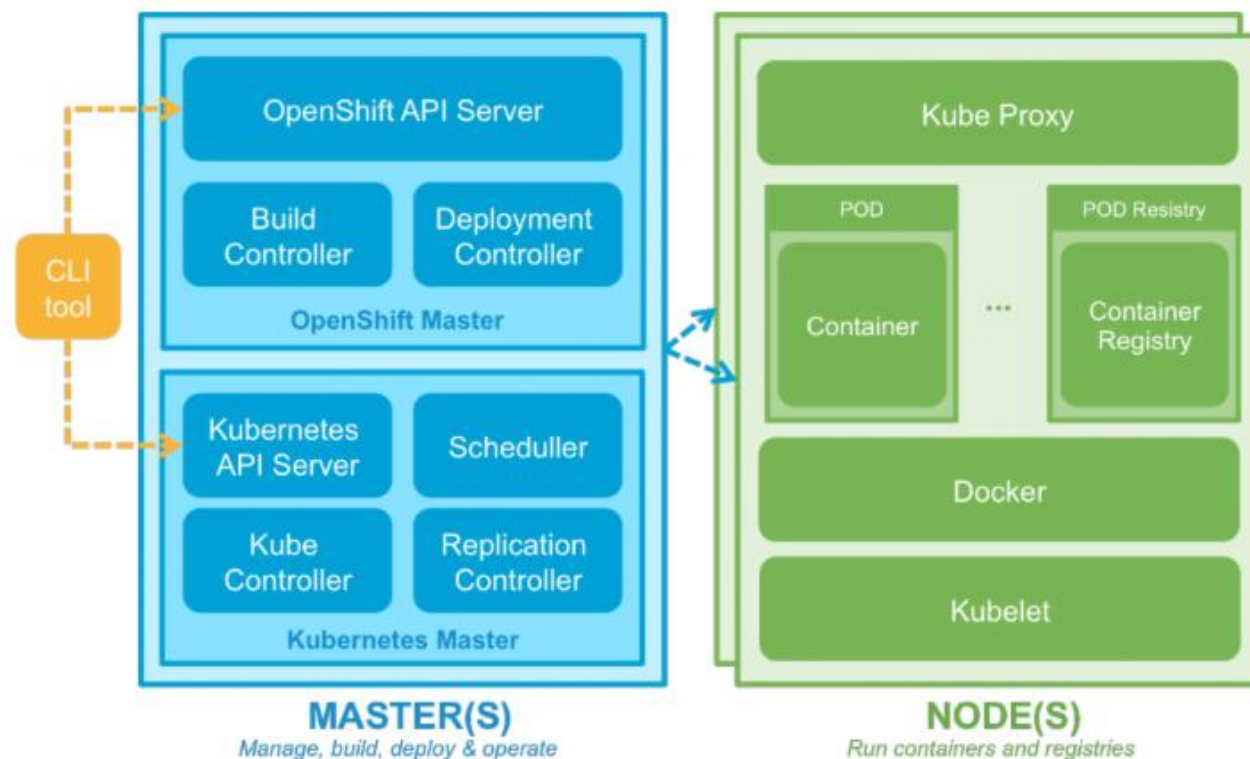 CLI
tool
OpenShift API Server
Build
Controller
Deployment
Controller
OpenShift Master
Kubernetes
API Server
Scheduller
Kube
Controller
Replication
Controller
Kubernetes Master
MASTER(S)
Manage, build, deploy & operate
Kube Proxy
POD
Container
...
POD Resistry
Container
Registry
Docker
Kubelet
NODE(S)
Run containers and registries